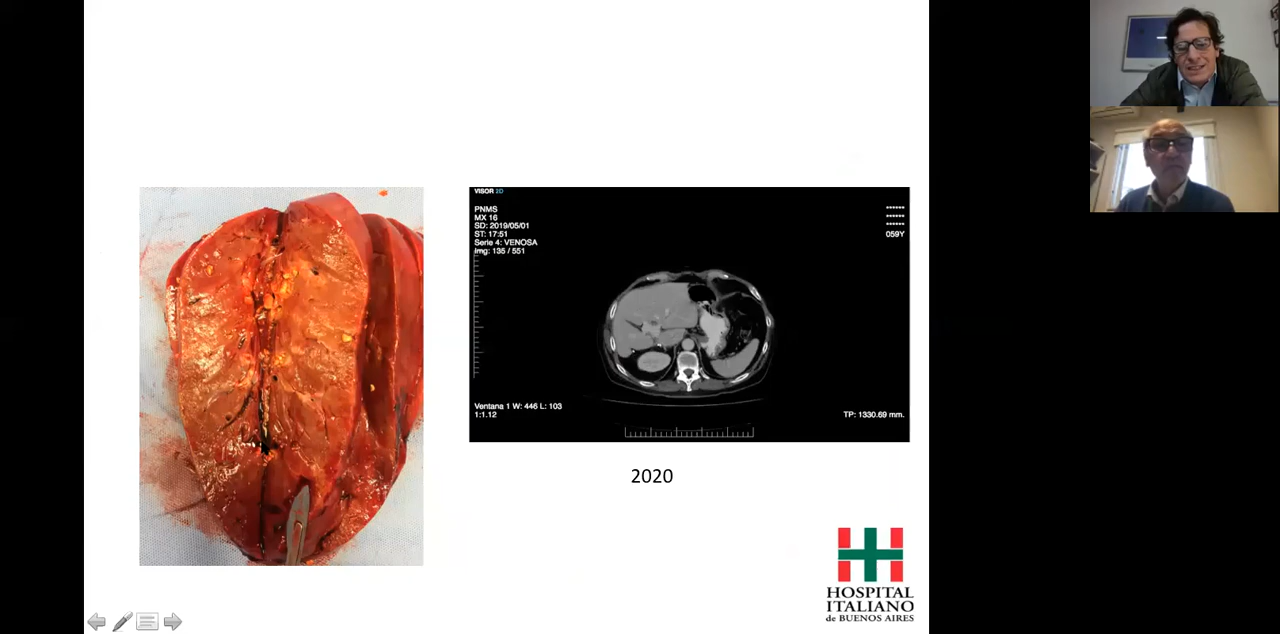 VISOR 2D
PNMS
MX 16
SD: 2019/05/01
ST: 17:51
Serie 4: VENOSA
Img: 135 / 551
******
******
******
059Y
Ventana 1 W: 446 L: 103
1:1.12
TP: 1330.69 mm.
2020
HOSPITAL
ITALIANO
de BUENOS AIRES